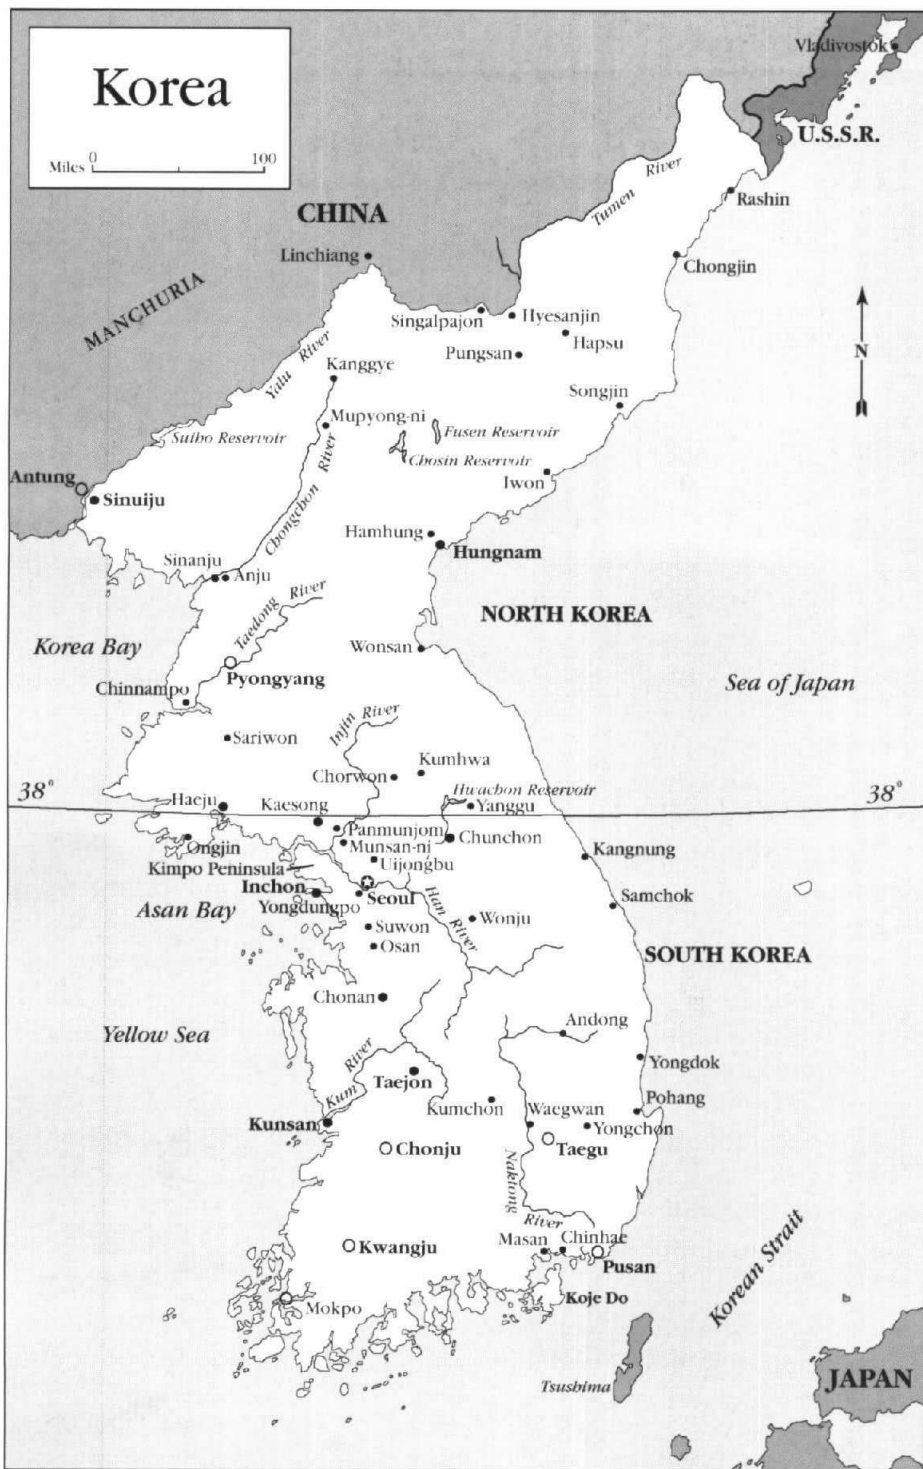 Korea
Miles 0 100
Vladivostok
U.S.S.R.
Tumen River
Rashin
CHINA
Linchiang
Chongjin
MANCHURIA
Singalpajon
Hyesanjin
Hapsu
Pungsan
N
Yalu River
Kanggye
Songjin
Mupyong-ni
Suiho Reservoir
Fusen Reservoir
Chosin Reservoir
Iwon
Antung
Sinuiju
Chongchon River
Hamhung
Hungnam
Sinanju
Anju
Taedong River
NORTH KOREA
Korea Bay
Wonsan
Pyongyang
Sea of Japan
Chinnampo
Injin River
Sariwon
Kumhwa
Chorwon
Hwachon Reservoir
38°
38°
Haeju
Kaesong
Yanggu
Panmunjom
Chunchon
Ongjin
Munsan-ni
Uijongbu
Kangnung
Kimpo Peninsula
Inchon
Seoul
Yongdungpo
Asan Bay
Han River
Samchok
Wonju
Suwon
Osan
SOUTH KOREA
Chonan
Yellow Sea
Andong
Kum River
Yongdok
Taejon
Kumchon
Waegwan
Pohang
Kunsan
Yongchon
Chonju
Taegu
Naktong River
Kwangju
Masan
Chinhae
Pusan
Korean Strait
Koje Do
Mokpo
Tsushima
JAPAN